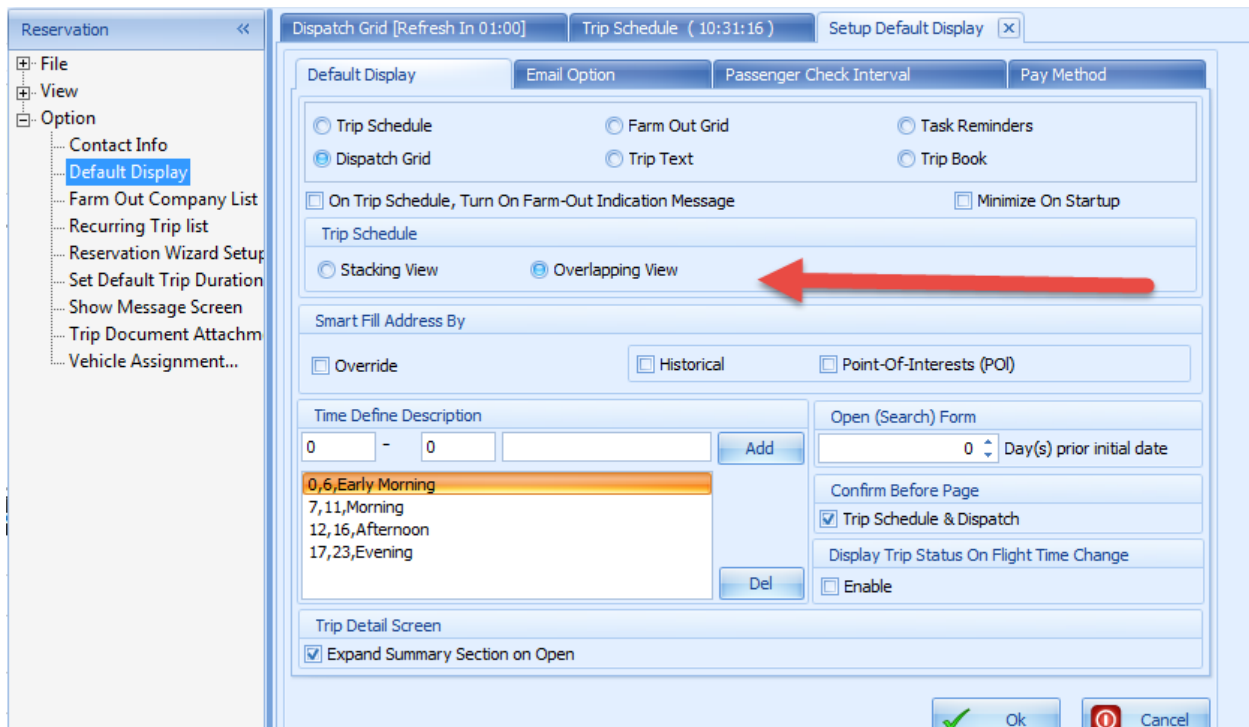 Reservation «
Dispatch Grid [Refresh In 01:00] Trip Schedule ( 10:31:16 ) Setup Default Display
File
View
Option
Contact Info
Default Display
Farm Out Company List
Recurring Trip list
Reservation Wizard Setup
Set Default Trip Duration
Show Message Screen
Trip Document Attachm
Vehicle Assignment...
Default Display Email Option Passenger Check Interval Pay Method
Trip Schedule Farm Out Grid Task Reminders
Dispatch Grid Trip Text Trip Book
On Trip Schedule, Turn On Farm-Out Indication Message Minimize On Startup
Trip Schedule
Stacking View Overlapping View
Smart Fill Address By
Override Historical Point-Of-Interests (POI)
Time Define Description
0 - 0 Add
0,6,Early Morning
7,11,Morning
12,16,Afternoon
17,23,Evening
Del
Open (Search) Form
0 Day(s) prior initial date
Confirm Before Page
Trip Schedule & Dispatch
Display Trip Status On Flight Time Change
Enable
Trip Detail Screen
Expand Summary Section on Open
Ok Cancel